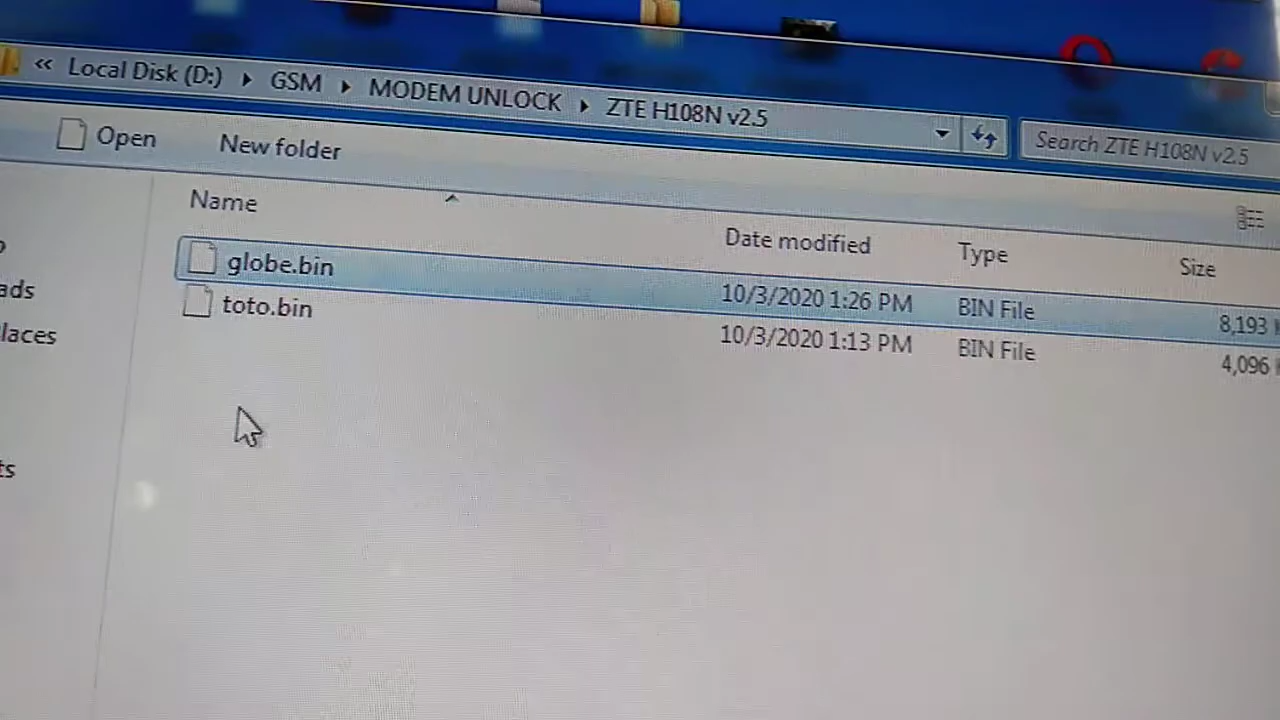 « Local Disk (D:) ▸ GSM ▸ MODEM UNLOCK ▸ ZTE H108N v2.5
Search ZTE H108N v2.5
Open New folder
Name Date modified Type Size
globe.bin 10/3/2020 1:26 PM BIN File 8,193
toto.bin 10/3/2020 1:13 PM BIN File 4,096
ads
laces
ts